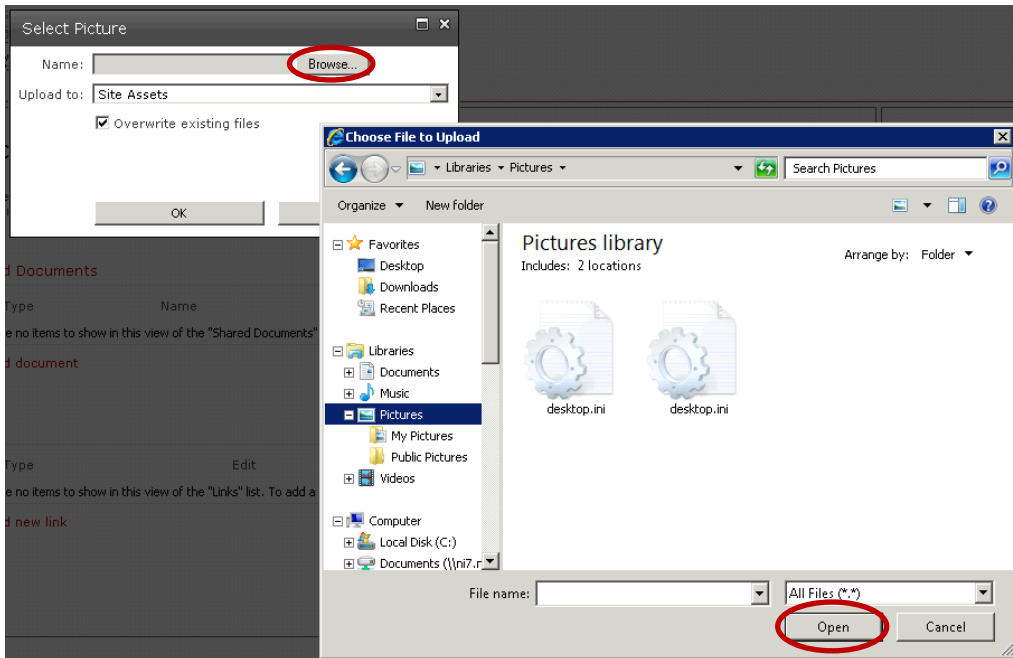 Select Picture
Name: Browse...
Upload to: Site Assets
Overwrite existing files
OK
d Documents
Type Name
e no items to show in this view of the "Shared Documents"
d document
Type Edit
e no items to show in this view of the "Links" list. To add a
d new link
Choose File to Upload
Libraries Pictures
Search Pictures
Organize New folder
Favorites
Desktop
Downloads
Recent Places
Libraries
Documents
Music
Pictures
My Pictures
Public Pictures
Videos
Computer
Local Disk (C:)
Documents (\\ni7.r
Pictures library
Includes: 2 locations
Arrange by: Folder
desktop.ini desktop.ini
File name: All Files (*.*)
Open Cancel